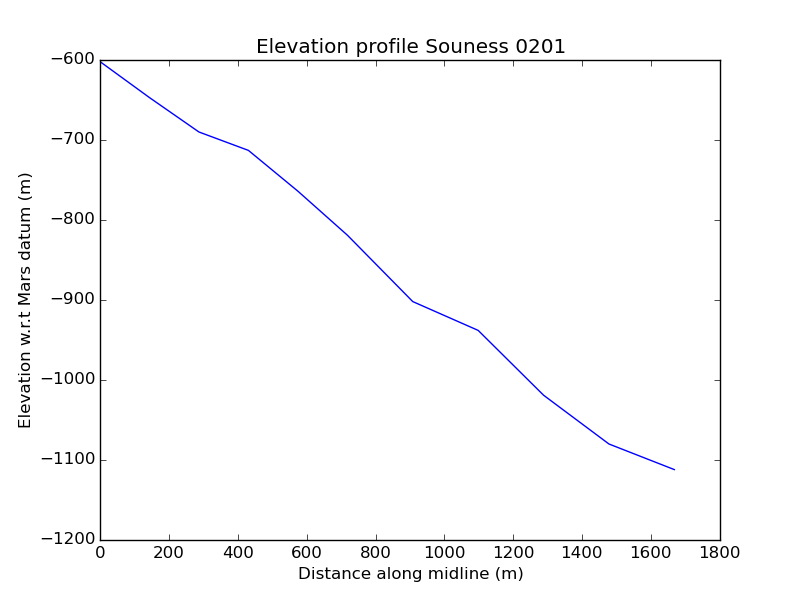 Elevation profile Souness 0201
−600
−700
−800
−900
−1000
−1100
−1200
Elevation w.r.t Mars datum (m)
0 200 400 600 800 1000 1200 1400 1600 1800
Distance along midline (m)